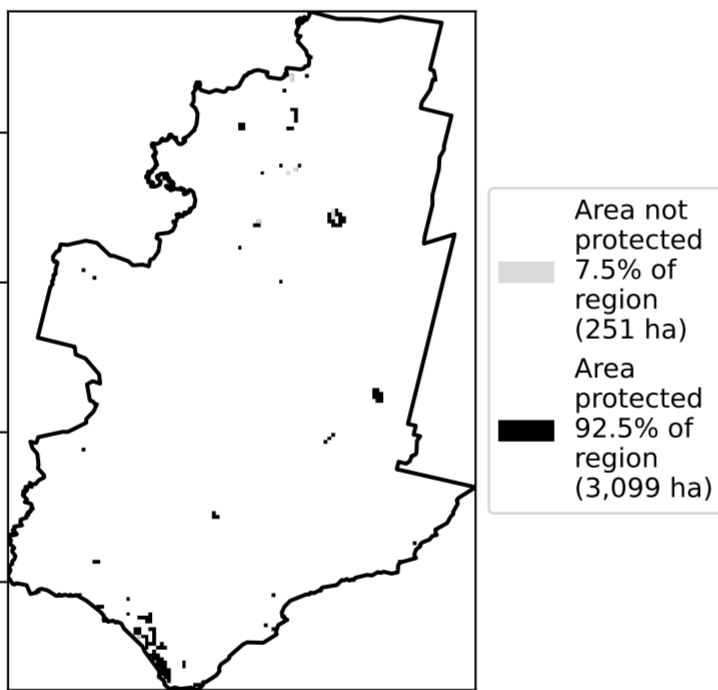 Area not
protected
7.5% of
region
(251 ha)
Area
protected
92.5% of
region
(3,099 ha)